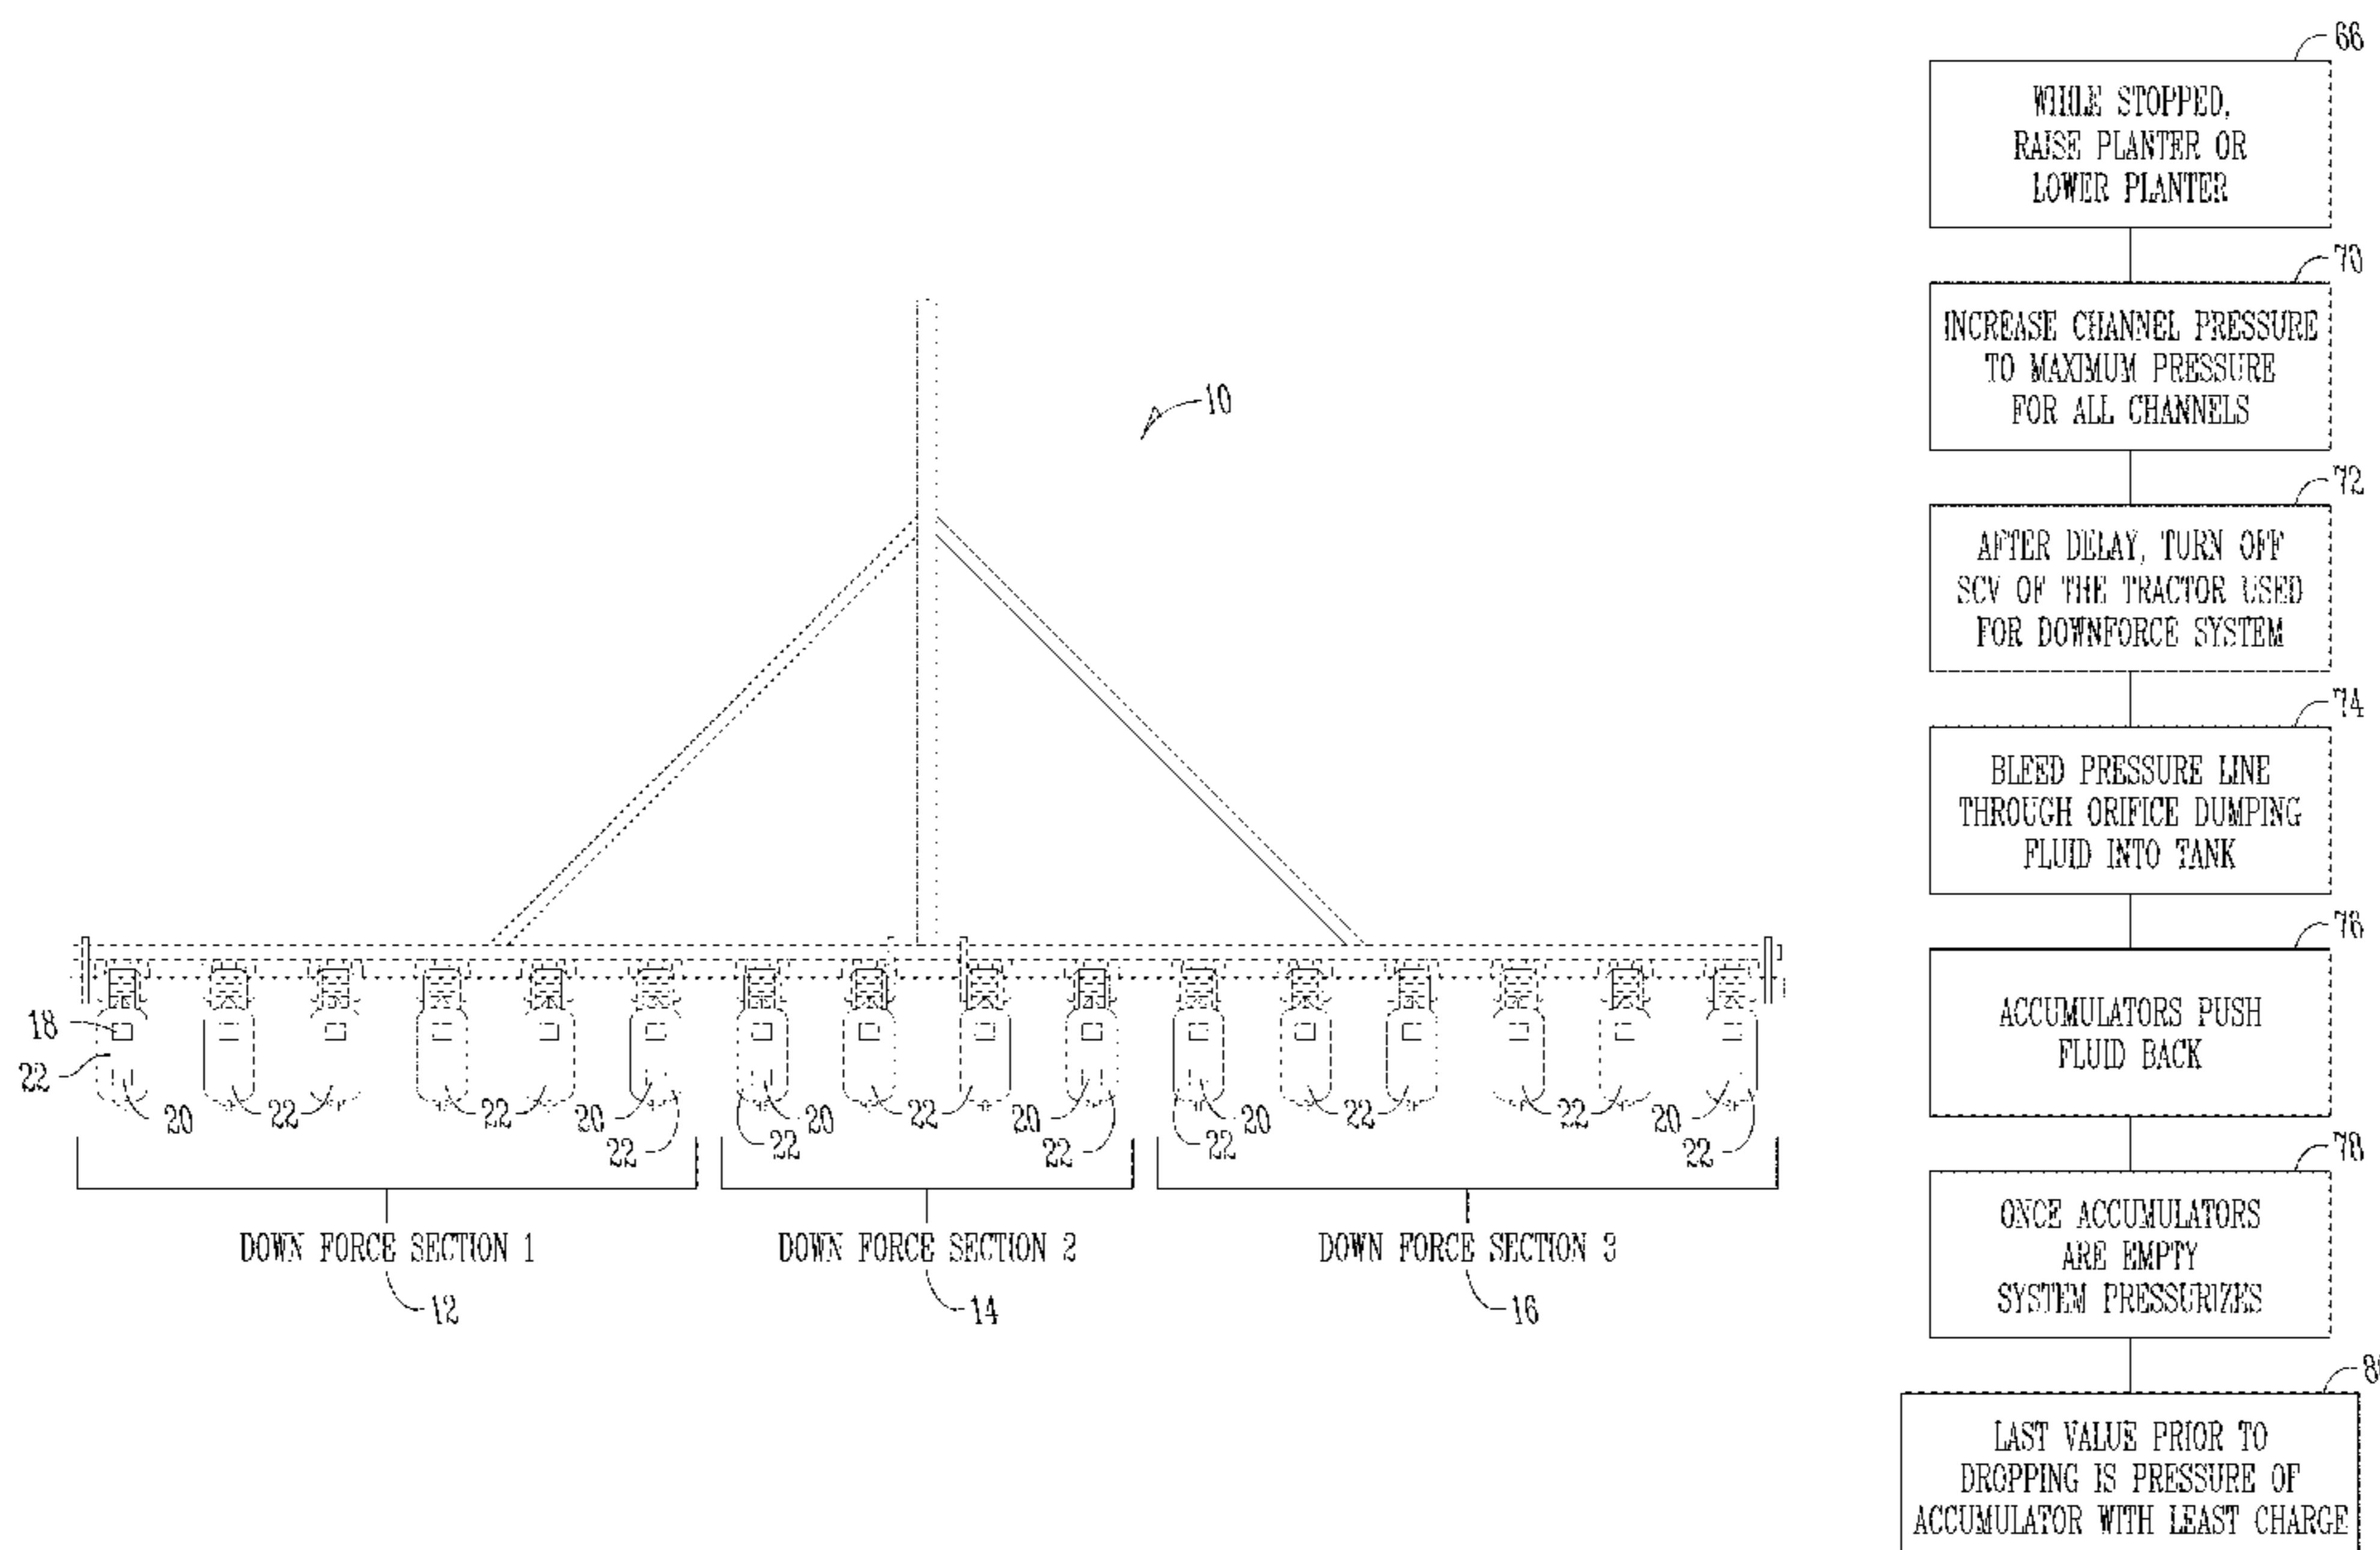 10
18
22
20
22
22
20
22
22
20
22
20
22
22
20
22
22
20
22
DOWN FORCE SECTION 1
12
DOWN FORCE SECTION 2
14
DOWN FORCE SECTION 3
16
66
WHILE STOPPED,
RAISE PLANTER OR
LOWER PLANTER
70
INCREASE CHANNEL PRESSURE
TO MAXIMUM PRESSURE
FOR ALL CHANNELS
72
AFTER DELAY, TURN OFF
SCV OF THE TRACTOR USED
FOR DOWNFORCE SYSTEM
74
BLEED PRESSURE LINE
THROUGH ORIFICE DUMPING
FLUID INTO TANK
76
ACCUMULATORS PUSH
FLUID BACK
78
ONCE ACCUMULATORS
ARE EMPTY
SYSTEM PRESSURIZES
LAST VALUE PRIOR TO
DROPPING IS PRESSURE OF
ACCUMULATOR WITH LEAST CHARGE